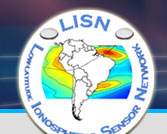 LISN
LOW-LATITUDE IONOSPHERIC SENSOR NETWORK